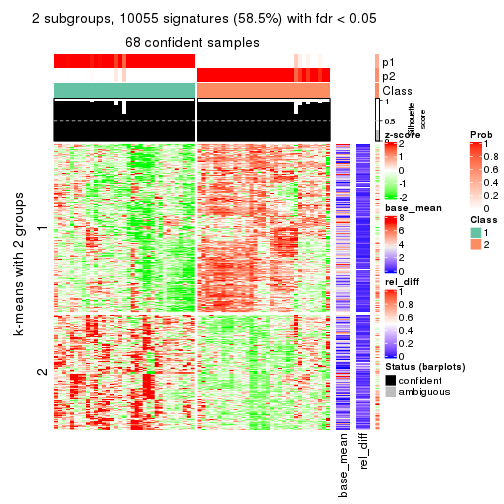 2 subgroups, 10055 signatures (58.5%) with fdr < 0.05
68 confident samples
p1
p2
Class
1
0.5
0
Silhouette
score
k-means with 2 groups
1
2
z-score
2
1
0
-1
-2
base_mean
8
6
4
2
0
rel_diff
1
0.8
0.6
0.4
0.2
0
Status (barplots)
confident
ambiguous
Prob
1
0.8
0.6
0.4
0.2
0
Class
1
2
base_mean
rel_diff